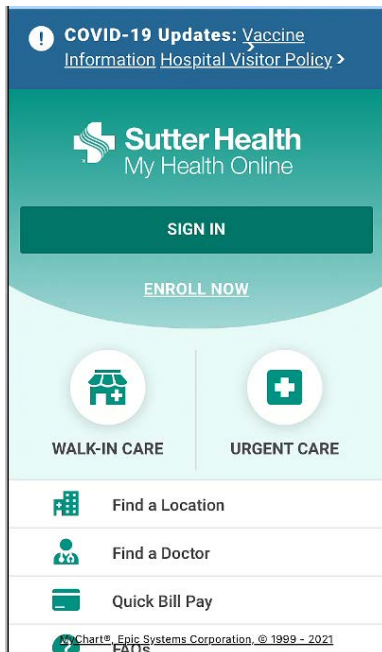 COVID-19 Updates: Vaccine
Information Hospital Visitor Policy >
Sutter Health
My Health Online
SIGN IN
ENROLL NOW
WALK-IN CARE
URGENT CARE
Find a Location
Find a Doctor
Quick Bill Pay
MyChart®, Epic Systems Corporation, © 1999 - 2021
FAQs